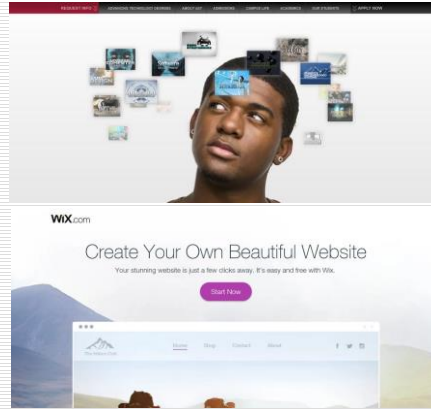 REQUEST INFO ADVANCING TECHNOLOGY DEGREES ABOUT UAT ADMISSIONS CAMPUS LIFE ACADEMICS OUR STUDENTS APPLY NOW
WiX.com
Create Your Own Beautiful Website
Your stunning website is just a few clicks away. It's easy and free with Wix.
Start Now
Home Blog Contact About